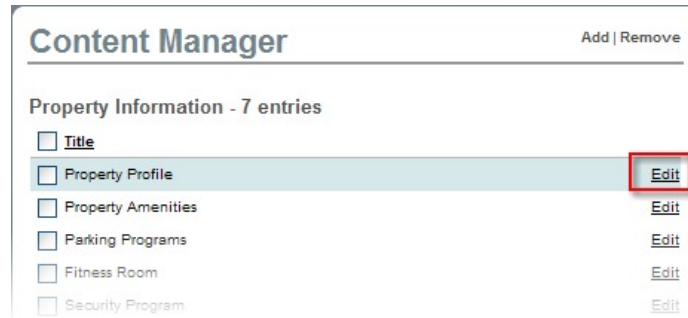 Content Manager
Add | Remove
Property Information - 7 entries
Title
Property Profile Edit
Property Amenities Edit
Parking Programs Edit
Fitness Room Edit
Security Program Edit